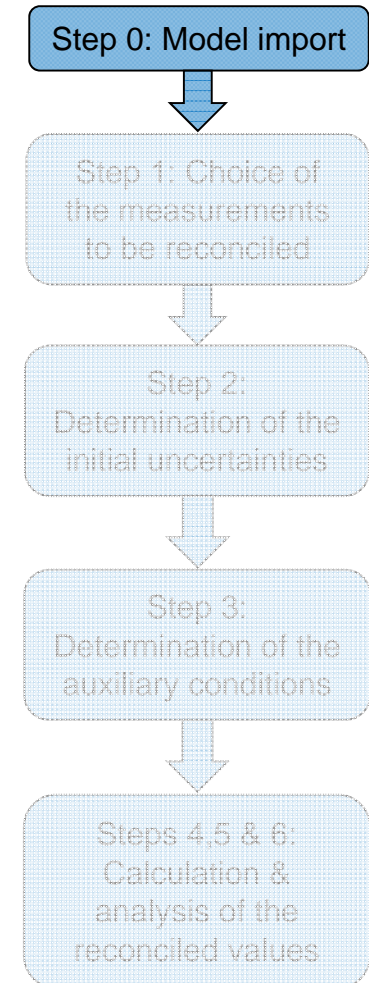 Step 0: Model import
Step 1: Choice of
the measurements
to be reconciled
Step 2:
Determination of the
initial uncertainties
Step 3:
Determination of the
auxiliary conditions
Steps 4,5 & 6:
Calculation &
analysis of the
reconciled values